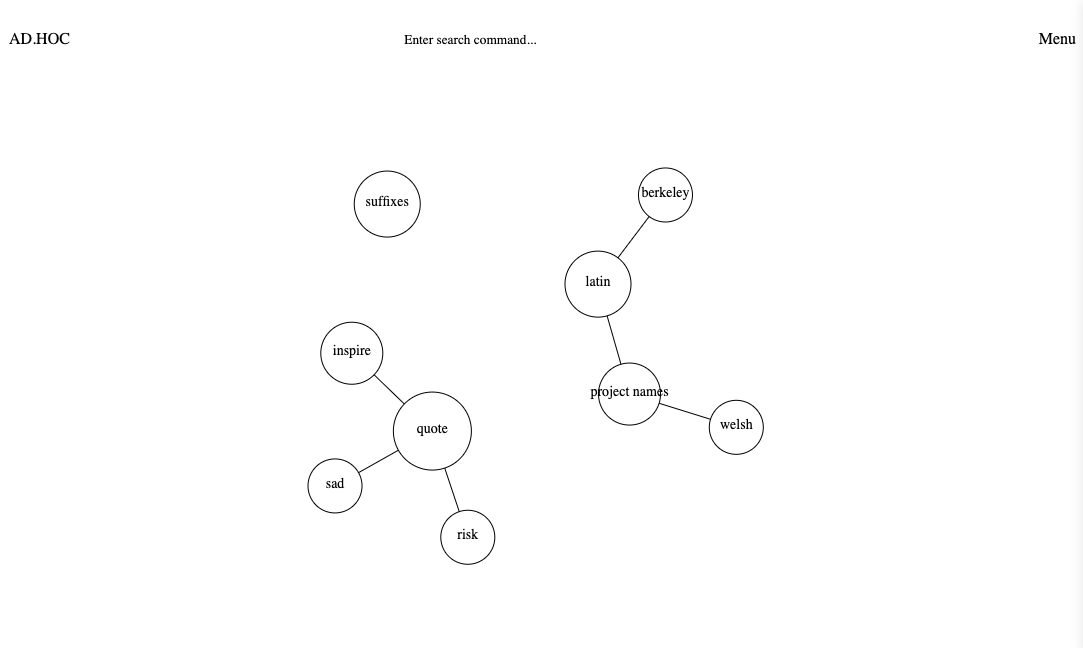 AD.HOC
Enter search command...
Menu
suffixes
berkeley
latin
inspire
project names
quote
welsh
sad
risk